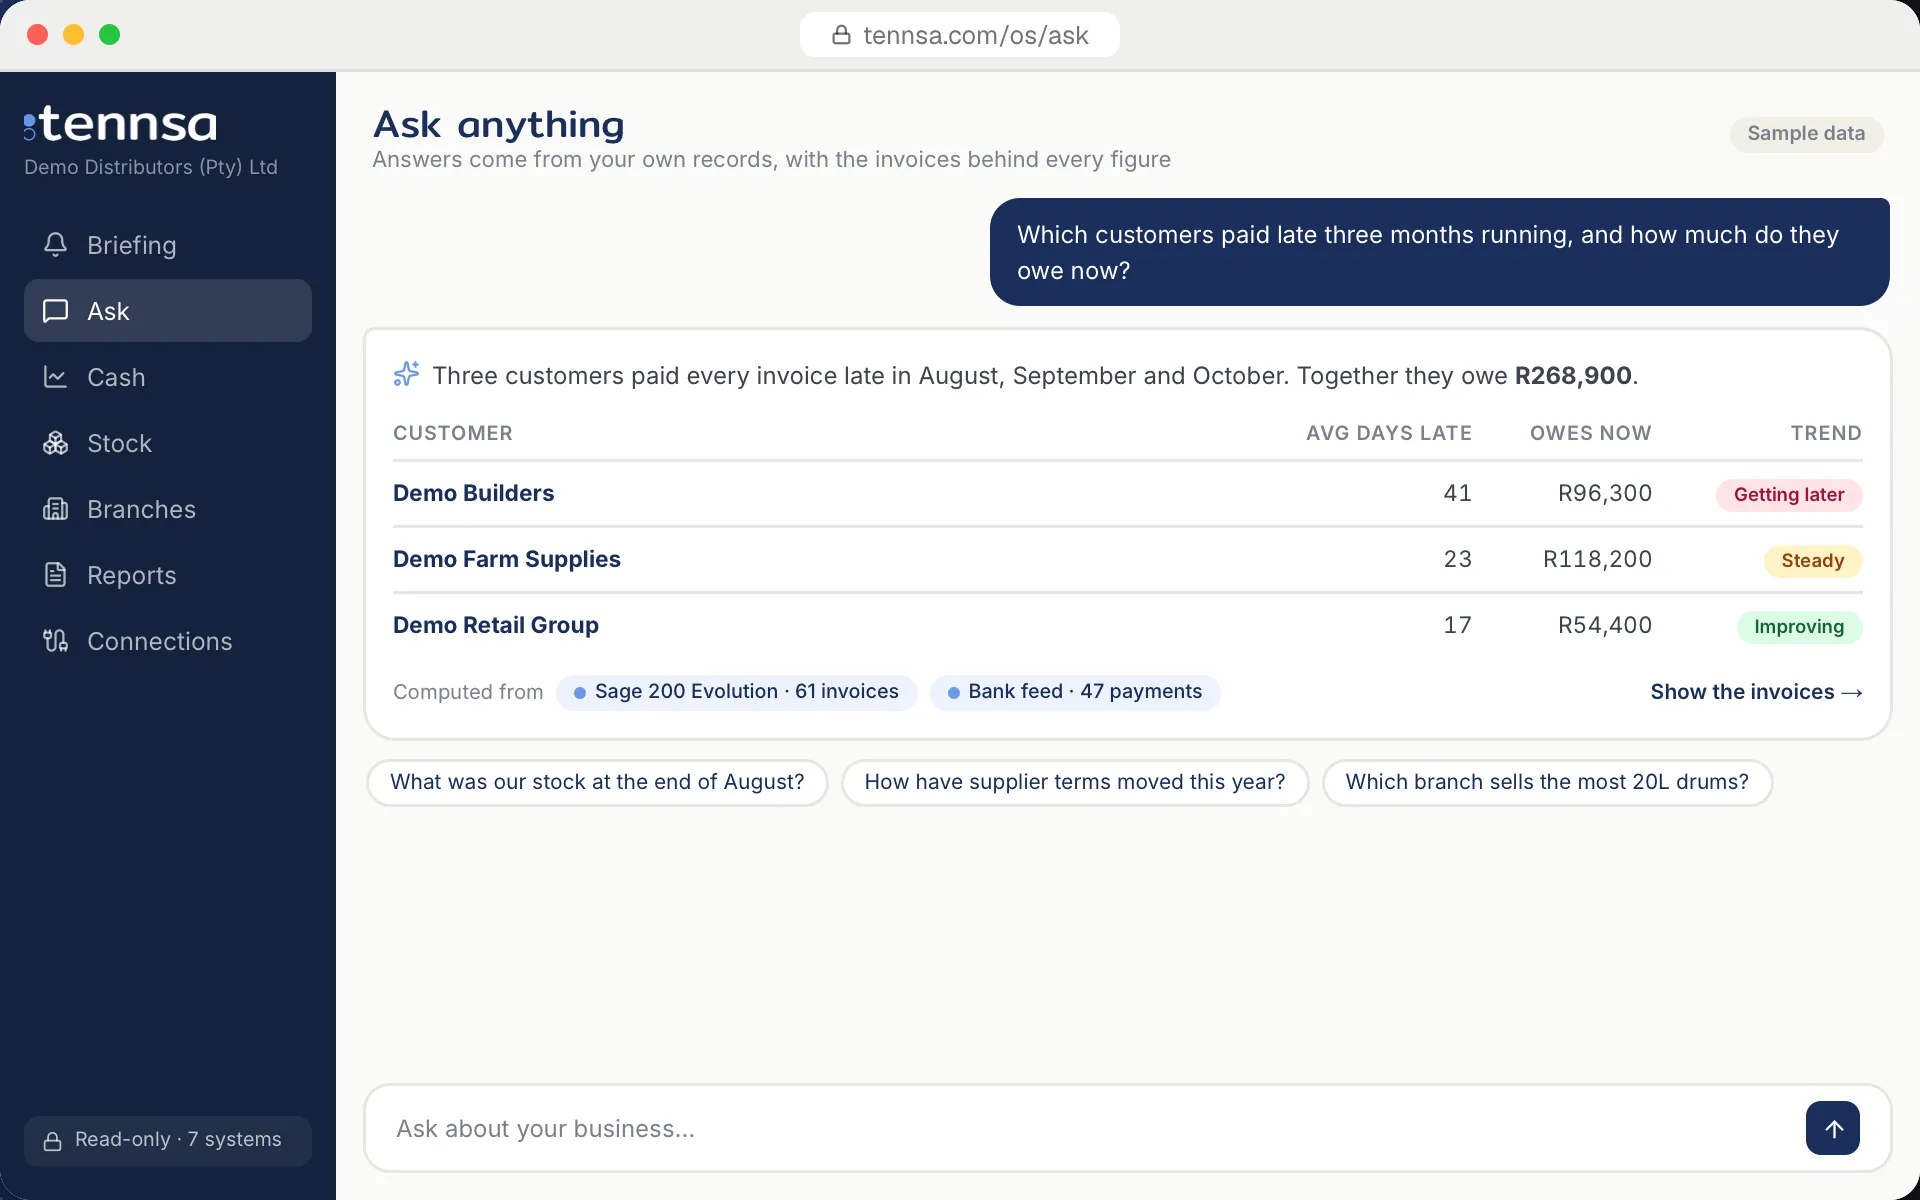 tennsa.com/os/ask
tennsa
Demo Distributors (Pty) Ltd
Briefing
Ask
Cash
Stock
Branches
Reports
Connections
Read-only · 7 systems
Ask anything
Answers come from your own records, with the invoices behind every figure
Sample data
Which customers paid late three months running, and how much do they
owe now?
Three customers paid every invoice late in August, September and October. Together they owe R268,900.
CUSTOMER AVG DAYS LATE OWES NOW TREND
Demo Builders 41 R96,300 Getting later
Demo Farm Supplies 23 R118,200 Steady
Demo Retail Group 17 R54,400 Improving
Computed from Sage 200 Evolution · 61 invoices Bank feed · 47 payments Show the invoices →
What was our stock at the end of August? How have supplier terms moved this year? Which branch sells the most 20L drums?
Ask about your business...